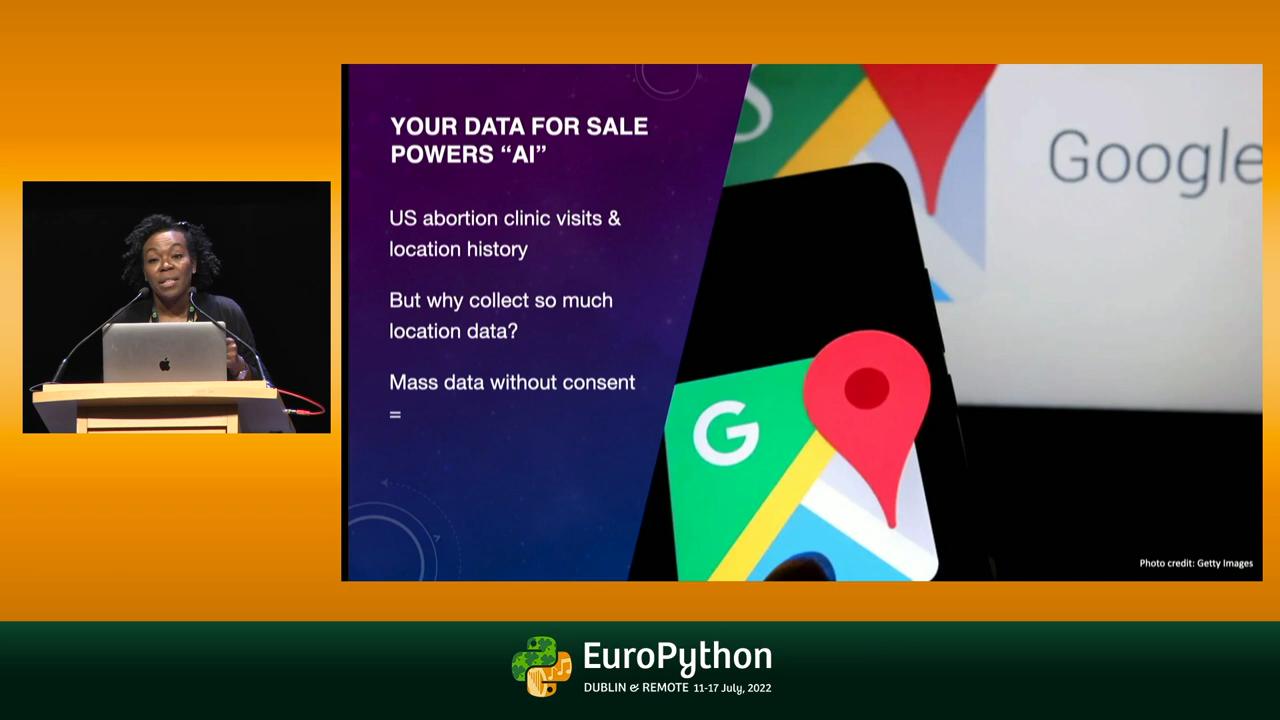 YOUR DATA FOR SALE
POWERS “AI”
US abortion clinic visits &
location history
But why collect so much
location data?
Mass data without consent
=
Google
G
Photo credit: Getty Images
EuroPython
DUBLIN & REMOTE 11-17 July, 2022